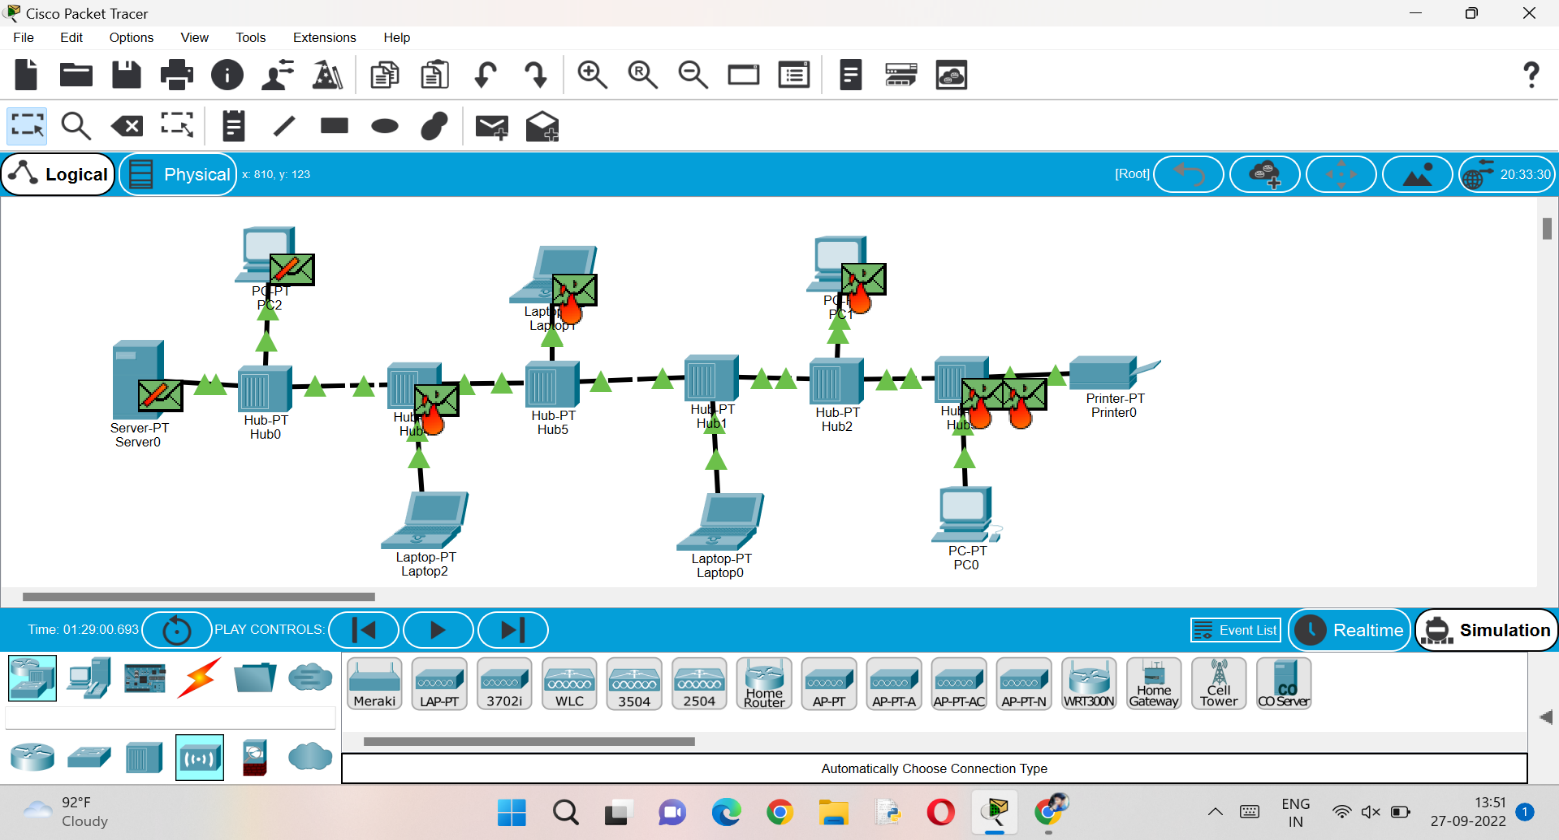 Cisco Packet Tracer
File Edit Options View Tools Extensions Help
Logical Physical x: 810, y: 123 [Root] 20:33:30
PC-PT
PC2
Laptop1
PC1
Server-PT
Server0
Hub-PT
Hub0
Hub-PT
Hub5
Hub-PT
Hub1
Hub-PT
Hub2
Printer-PT
Printer0
Laptop-PT
Laptop2
Laptop-PT
Laptop0
PC-PT
PC0
Time: 01:29:00.693 PLAY CONTROLS: Event List Realtime Simulation
Meraki LAP-PT 3702i WLC 3504 2504 Home Router AP-PT AP-PT-A AP-PT-AC AP-PT-N WRT300N Home Gateway Cell Tower CO Server
CO
Automatically Choose Connection Type
92°F
Cloudy
ENG
IN
13:51
27-09-2022
1